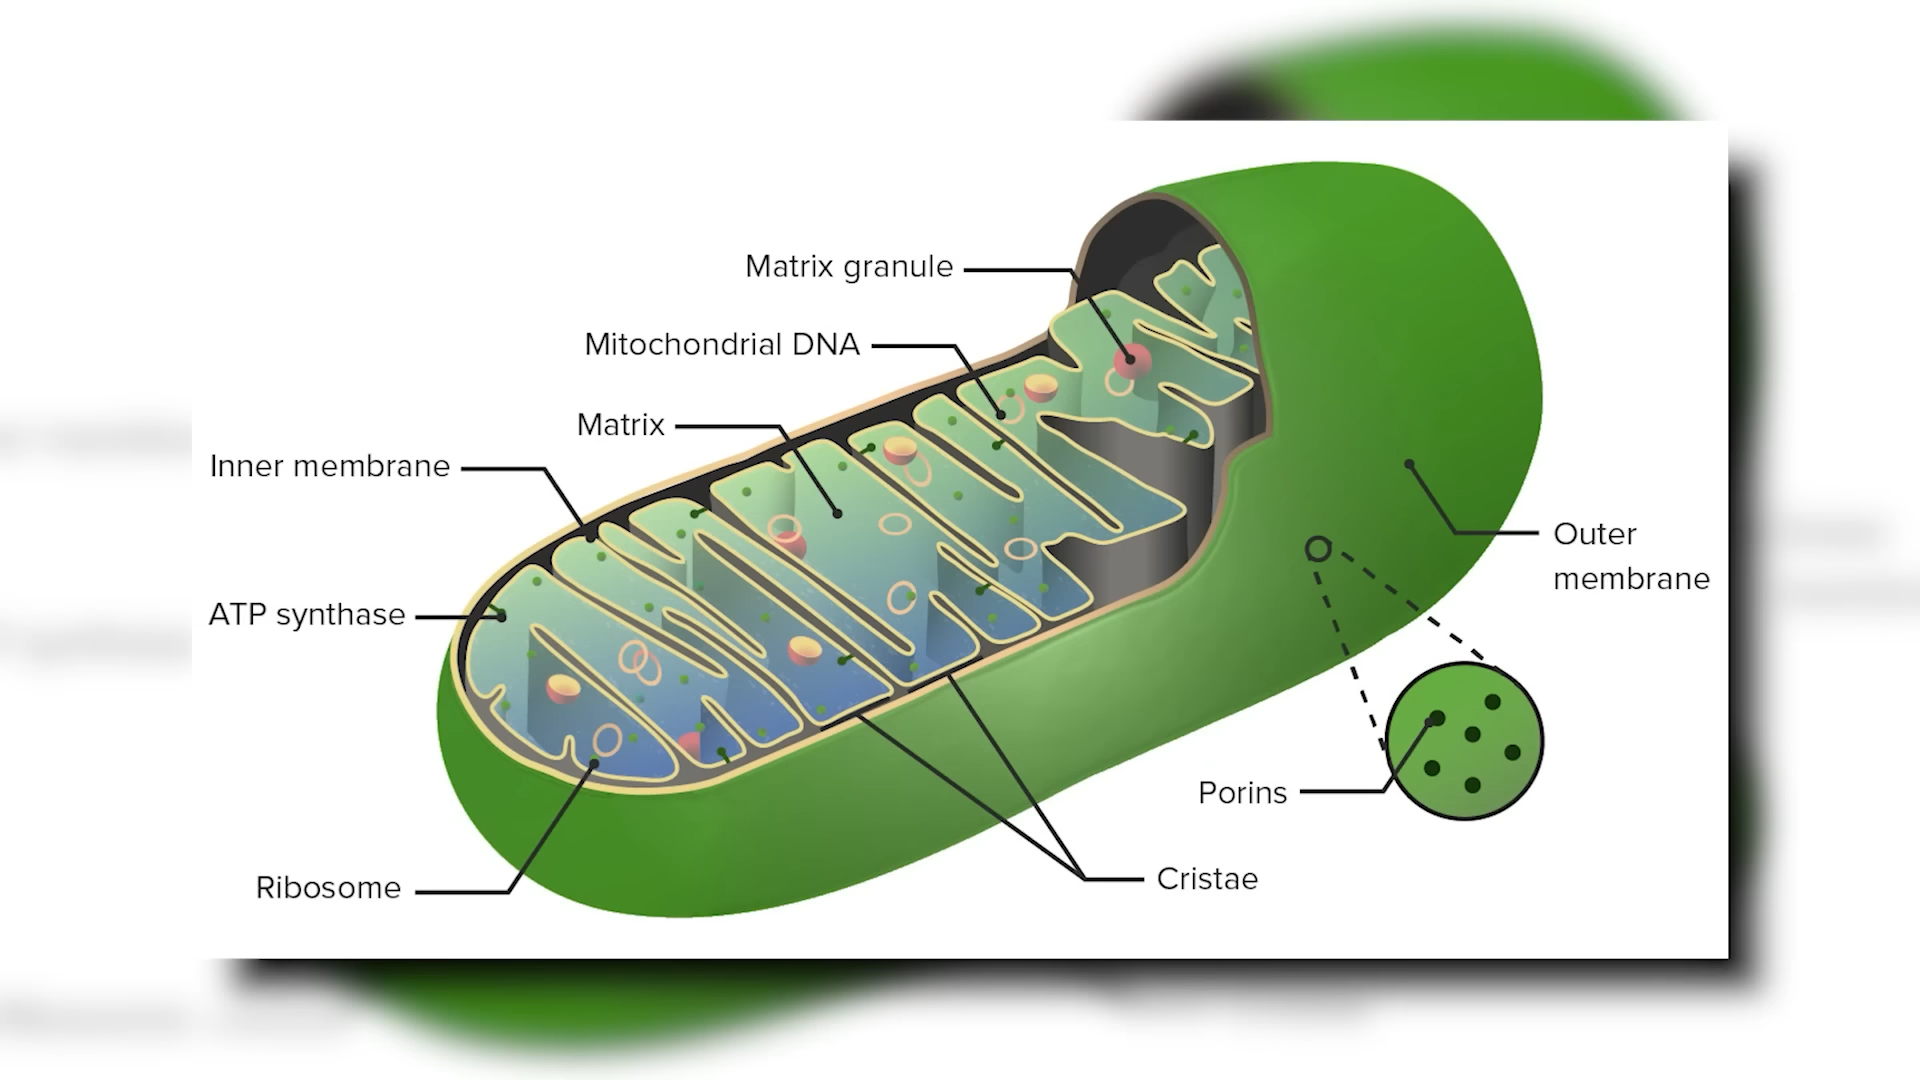 Matrix granule
Mitochondrial DNA
Matrix
Inner membrane
ATP synthase
Ribosome
Outer
membrane
Porins
Cristae